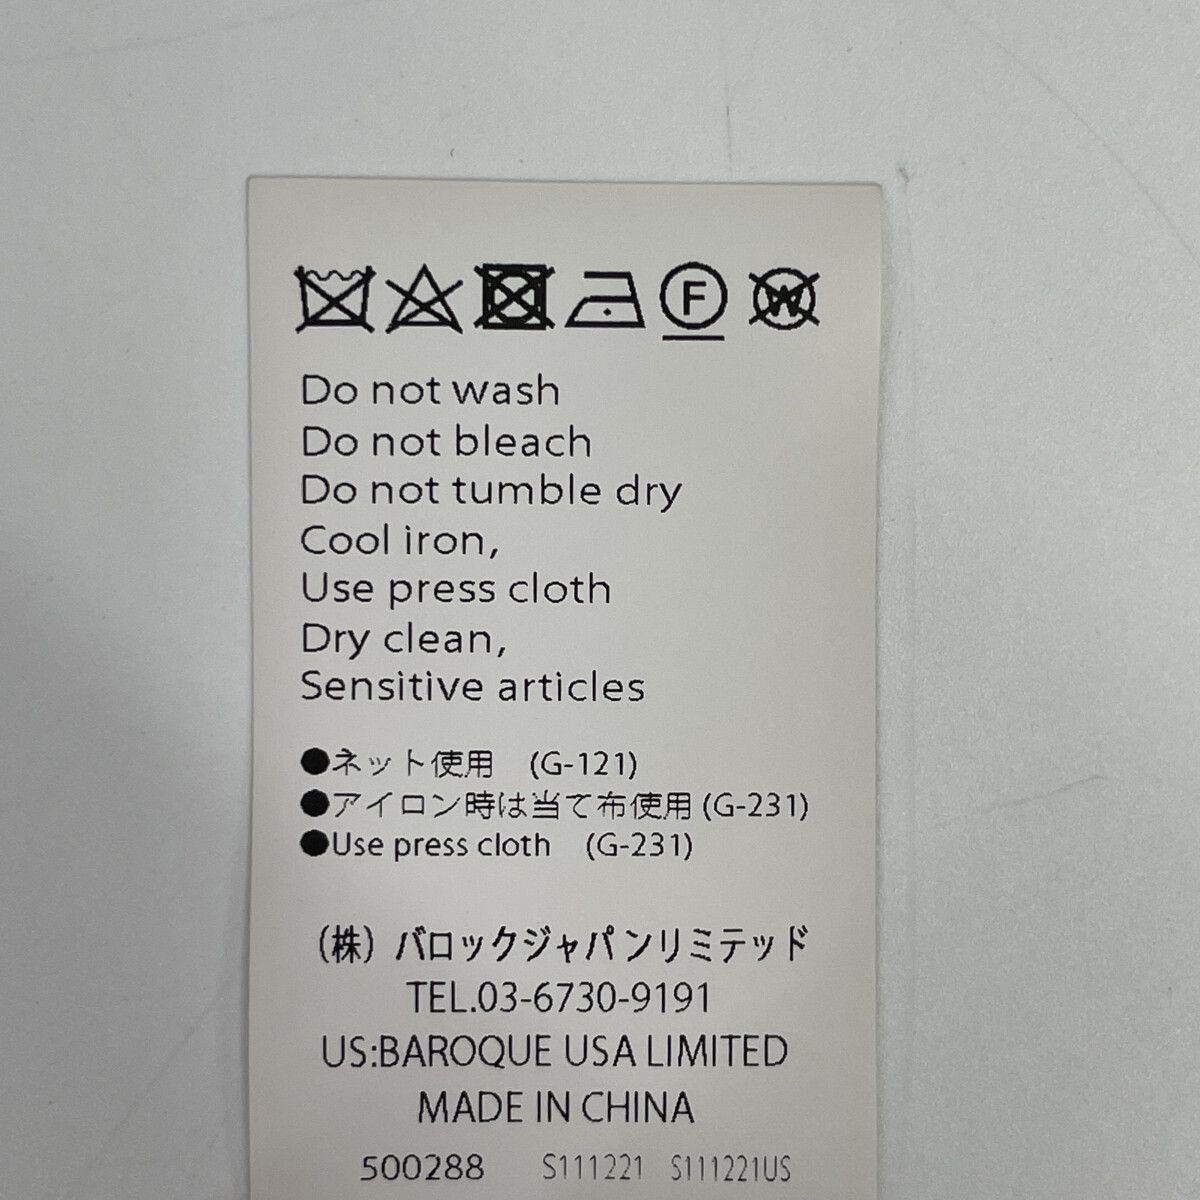 F W
Do not wash
Do not bleach
Do not tumble dry
Cool iron,
Use press cloth
Dry clean,
Sensitive articles
●ネット使用 (G-121)
●アイロン時は当て布使用 (G-231)
●Use press cloth (G-231)
(株) バロックジャパンリミテッド
TEL.03-6730-9191
US:BAROQUE USA LIMITED
MADE IN CHINA
500288 S111221 S111221US